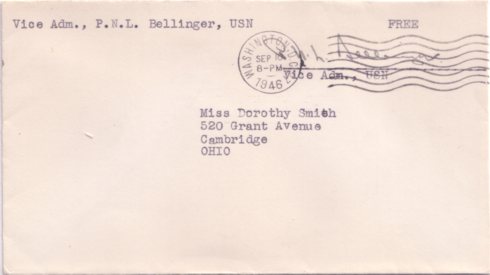 Vice Adm., P.N.L. Bellinger, USN
FREE
WASHINGTON, D.C.
SEP 10
8-PM
1946
Vice Adm., USN
Miss Dorothy Smith
520 Grant Avenue
Cambridge
OHIO